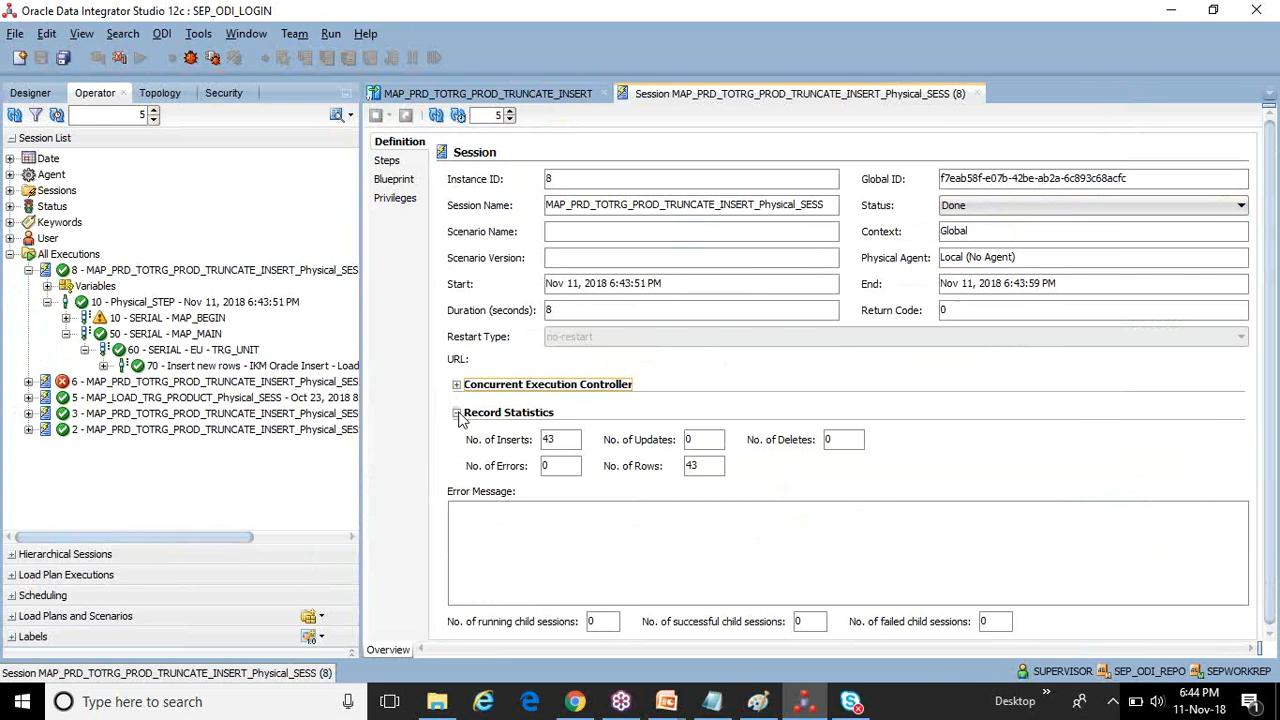 Oracle Data Integrator Studio 12c : SEP_ODI_LOGIN
File Edit View Search ODI Tools Window Team Run Help
Designer Operator Topology Security
MAP_PRD_TOTRG_PROD_TRUNCATE_INSERT
Session MAP_PRD_TOTRG_PROD_TRUNCATE_INSERT_Physical_SESS (8)
5
5
Session List
Date
Agent
Sessions
Status
Keywords
User
All Executions
8 - MAP_PRD_TOTRG_PROD_TRUNCATE_INSERT_Physical_SES
Variables
10 - Physical_STEP - Nov 11, 2018 6:43:51 PM
10 - SERIAL - MAP_BEGIN
50 - SERIAL - MAP_MAIN
60 - SERIAL - EU - TRG_UNIT
70 - Insert new rows - IKM Oracle Insert - Load
6 - MAP_PRD_TOTRG_PROD_TRUNCATE_INSERT_Physical_SES
5 - MAP_LOAD_TRG_PRODUCT_Physical_SESS - Oct 23, 2018 8
3 - MAP_PRD_TOTRG_PROD_TRUNCATE_INSERT_Physical_SES
2 - MAP_PRD_TOTRG_PROD_TRUNCATE_INSERT_Physical_SES
Hierarchical Sessions
Load Plan Executions
Scheduling
Load Plans and Scenarios
Labels
Definition
Steps
Blueprint
Privileges
Session
Instance ID: 8 Global ID: f7eab58f-e07b-42be-ab2a-6c893c68acfc
Session Name: MAP_PRD_TOTRG_PROD_TRUNCATE_INSERT_Physical_SESS Status: Done
Scenario Name: Context: Global
Scenario Version: Physical Agent: Local (No Agent)
Start: Nov 11, 2018 6:43:51 PM End: Nov 11, 2018 6:43:59 PM
Duration (seconds): 8 Return Code: 0
Restart Type: no-restart
URL:
Concurrent Execution Controller
Record Statistics
No. of Inserts: 43 No. of Updates: 0 No. of Deletes: 0
No. of Errors: 0 No. of Rows: 43
Error Message:
No. of running child sessions: 0 No. of successful child sessions: 0 No. of failed child sessions: 0
Overview
Session MAP_PRD_TOTRG_PROD_TRUNCATE_INSERT_Physical_SESS (8)
SUPERVISOR SEP_ODI_REPO SEPWORKREP
Type here to search
Desktop
6:44 PM
11-Nov-18
1